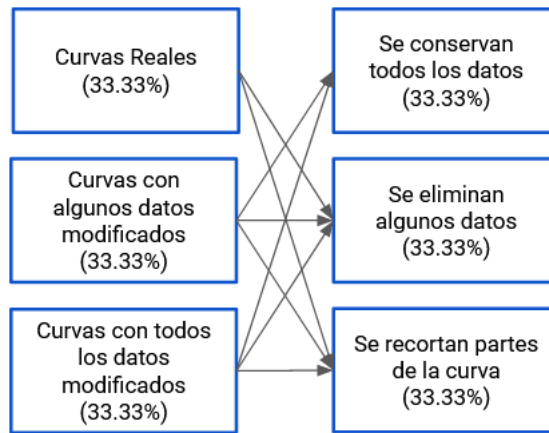 Curvas Reales
(33.33%)
Curvas con
algunos datos
modificados
(33.33%)
Curvas con todos
los datos
modificados
(33.33%)
Se conservan
todos los datos
(33.33%)
Se eliminan
algunos datos
(33.33%)
Se recortan partes
de la curva
(33.33%)